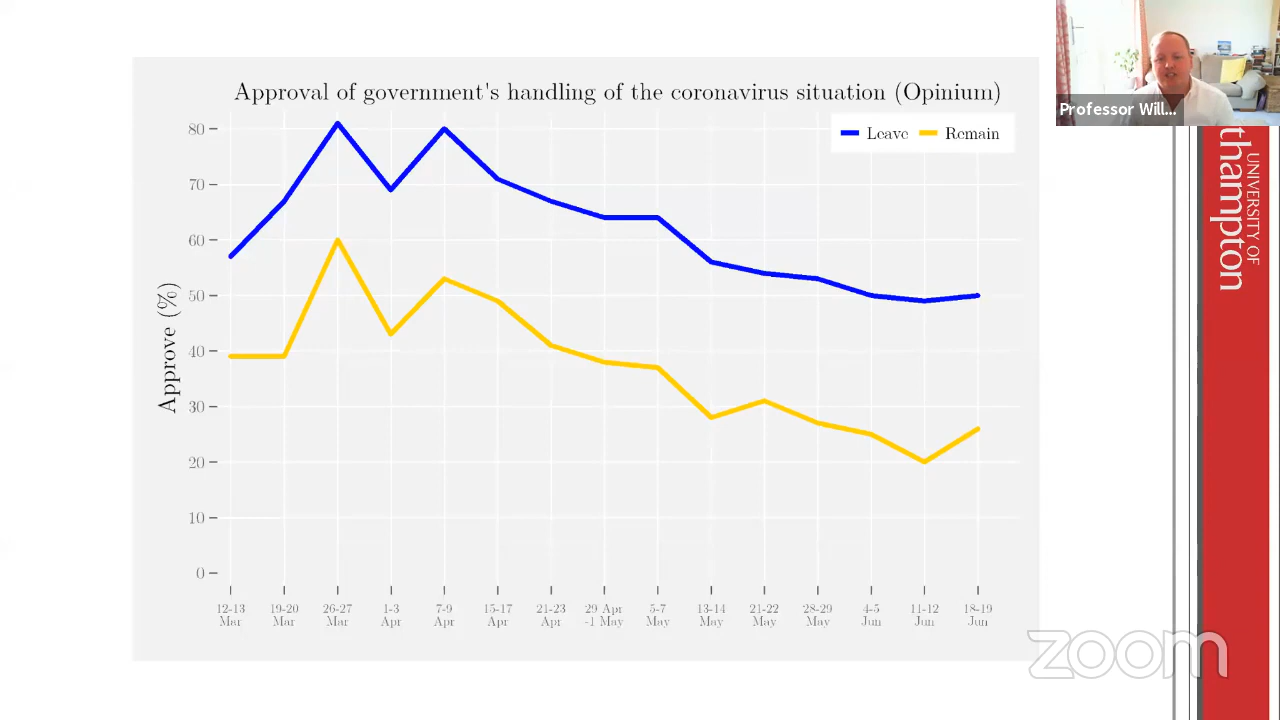 Approval of government's handling of the coronavirus situation (Opinium)
Leave Remain
Approve (%)
80
70
60
50
40
30
20
10
0
12-13 Mar
19-20 Mar
26-27 Mar
1-3 Apr
7-9 Apr
15-17 Apr
21-23 Apr
29 Apr -1 May
5-7 May
13-14 May
21-22 May
28-29 May
4-5 Jun
11-12 Jun
18-19 Jun
Professor Will...
UNIVERSITY OF
thampton
zoom